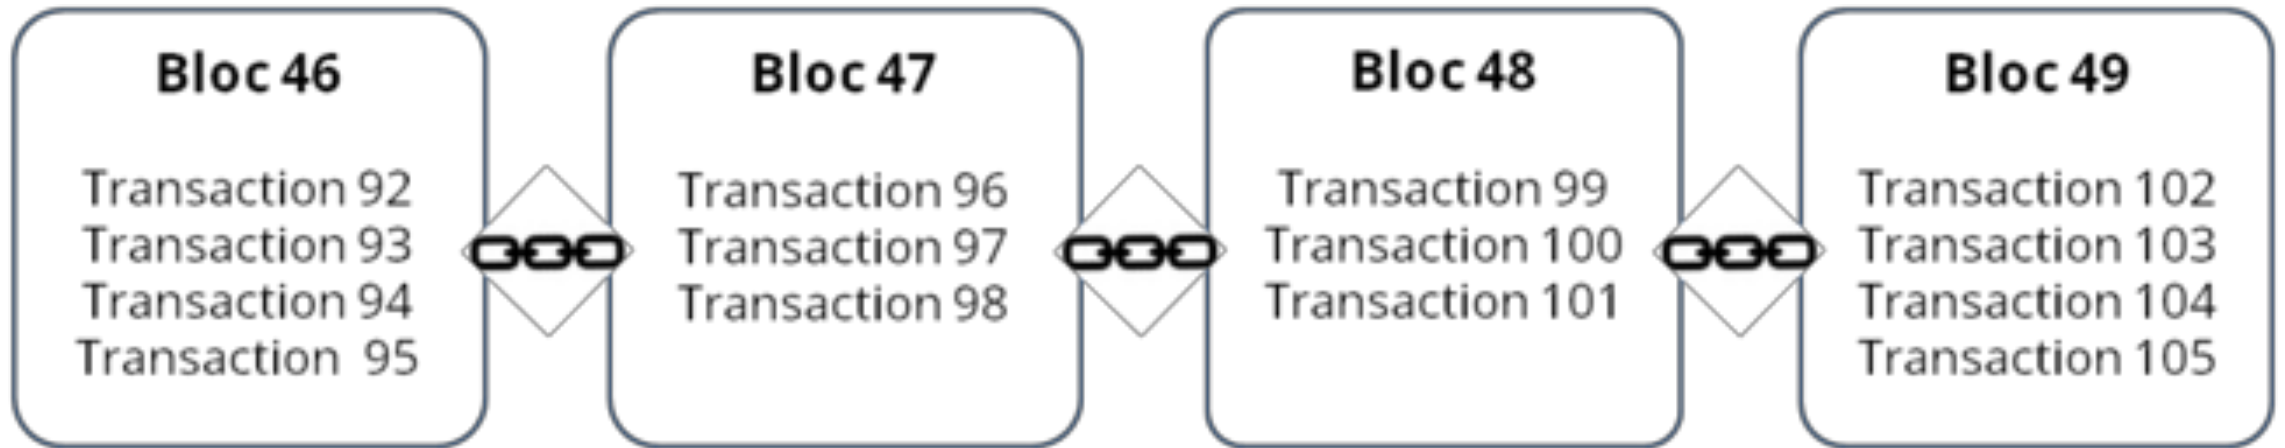 Bloc 46
Transaction 92
Transaction 93
Transaction 94
Transaction  95
Bloc 47
Transaction 96
Transaction 97
Transaction 98
Bloc 48
Transaction 99
Transaction 100
Transaction 101
Bloc 49
Transaction 102
Transaction 103
Transaction 104
Transaction 105